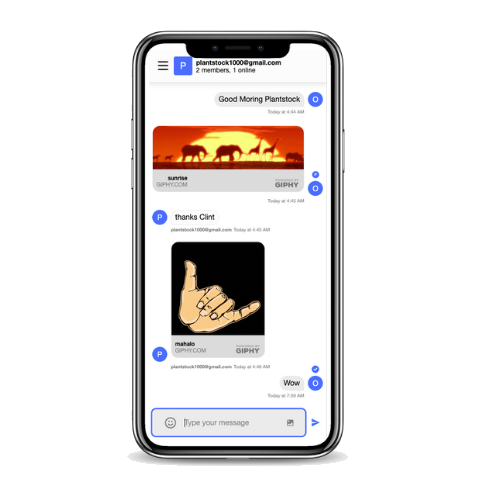 P
plantstock1000@gmail.com
2 members, 1 online
Good Moring Plantstock
O
Today at 4:44 AM
sunrise
GIPHY.COM
POWERED BY
GIPHY
O
Today at 4:45 AM
P
thanks Clint
plantstock1000@gmail.com Today at 4:45 AM
mahalo
GIPHY.COM
POWERED BY
GIPHY
P
plantstock1000@gmail.com Today at 4:46 AM
Wow
O
Today at 7:39 AM
Type your message